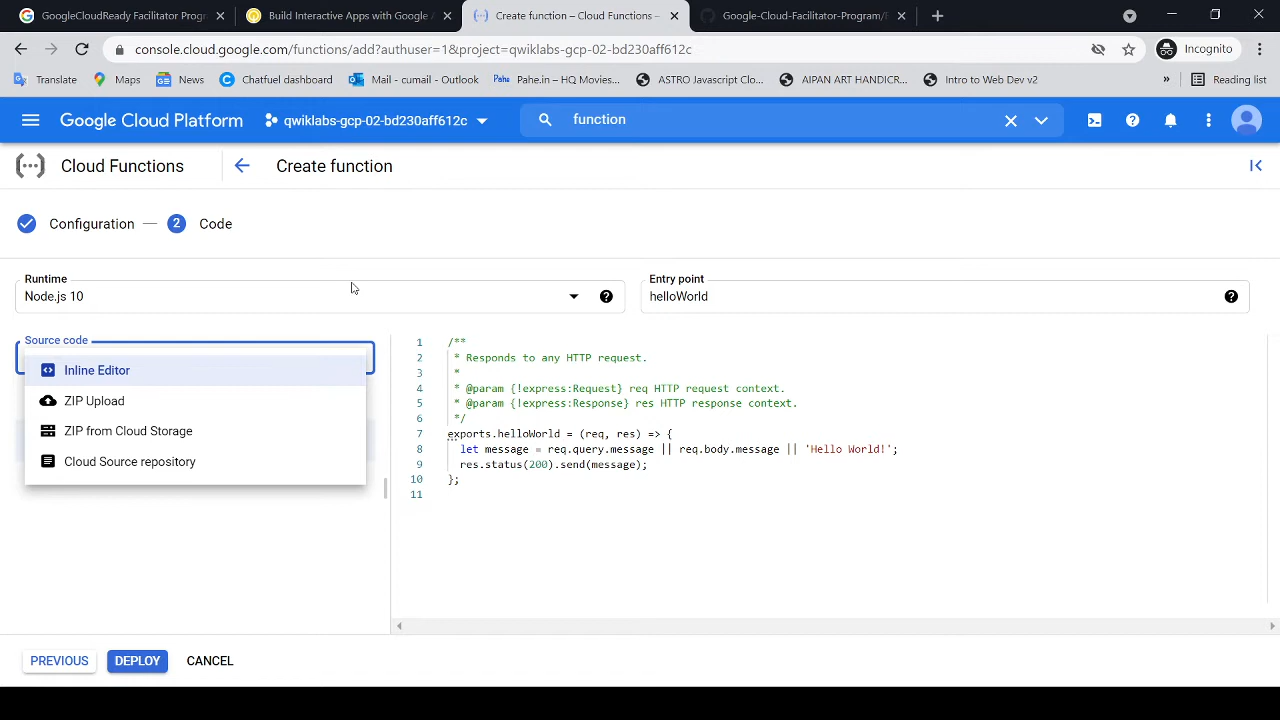 GoogleCloudReady Facilitator Progr
Build Interactive Apps with Google A
Create function – Cloud Functions –
Google-Cloud-Facilitator-Program/F
console.cloud.google.com/functions/add?authuser=1&project=qwiklabs-gcp-02-bd230aff612c
Incognito
Translate
Maps
News
Chatfuel dashboard
Mail - cumail - Outlook
Pahe.in – HQ Movies...
ASTRO Javascript Clo...
AIPAN ART HANDICR...
Intro to Web Dev v2
»
Reading list
Google Cloud Platform
qwiklabs-gcp-02-bd230aff612c
function
Cloud Functions
Create function
Configuration
2
Code
Runtime
Node.js 10
Entry point
helloWorld
Source code
Inline Editor
ZIP Upload
ZIP from Cloud Storage
Cloud Source repository
1 /**
2 * Responds to any HTTP request.
3 *
4 * @param {!express:Request} req HTTP request context.
5 * @param {!express:Response} res HTTP response context.
6 */
7 exports.helloWorld = (req, res) => {
8 let message = req.query.message || req.body.message || 'Hello World!';
9 res.status(200).send(message);
10 };
11
PREVIOUS
DEPLOY
CANCEL